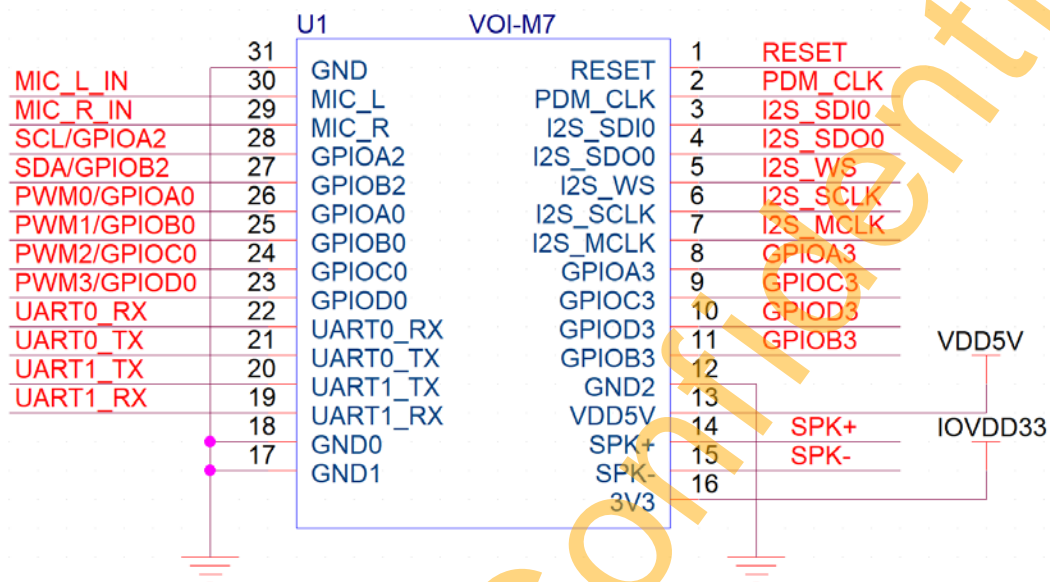 U1 VOI-M7
31 GND RESET 1 RESET
MIC_L_IN 30 MIC_L PDM_CLK 2 PDM_CLK
MIC_R_IN 29 MIC_R I2S_SDI0 3 I2S_SDI0
SCL/GPIOA2 28 GPIOA2 I2S_SDO0 4 I2S_SDO0
SDA/GPIOB2 27 GPIOB2 I2S_WS 5 I2S_WS
PWM0/GPIOA0 26 GPIOA0 I2S_SCLK 6 I2S_SCLK
PWM1/GPIOB0 25 GPIOB0 I2S_MCLK 7 I2S_MCLK
PWM2/GPIOC0 24 GPIOC0 GPIOA3 8 GPIOA3
PWM3/GPIOD0 23 GPIOD0 GPIOC3 9 GPIOC3
UART0_RX 22 UART0_RX GPIOD3 10 GPIOD3
UART0_TX 21 UART0_TX GPIOB3 11 GPIOB3 VDD5V
UART1_TX 20 UART1_TX GND2 12
UART1_RX 19 UART1_RX VDD5V 13
18 GND0 SPK+ 14 SPK+ IOVDD33
17 GND1 SPK- 15 SPK-
3V3 16
Confidenti